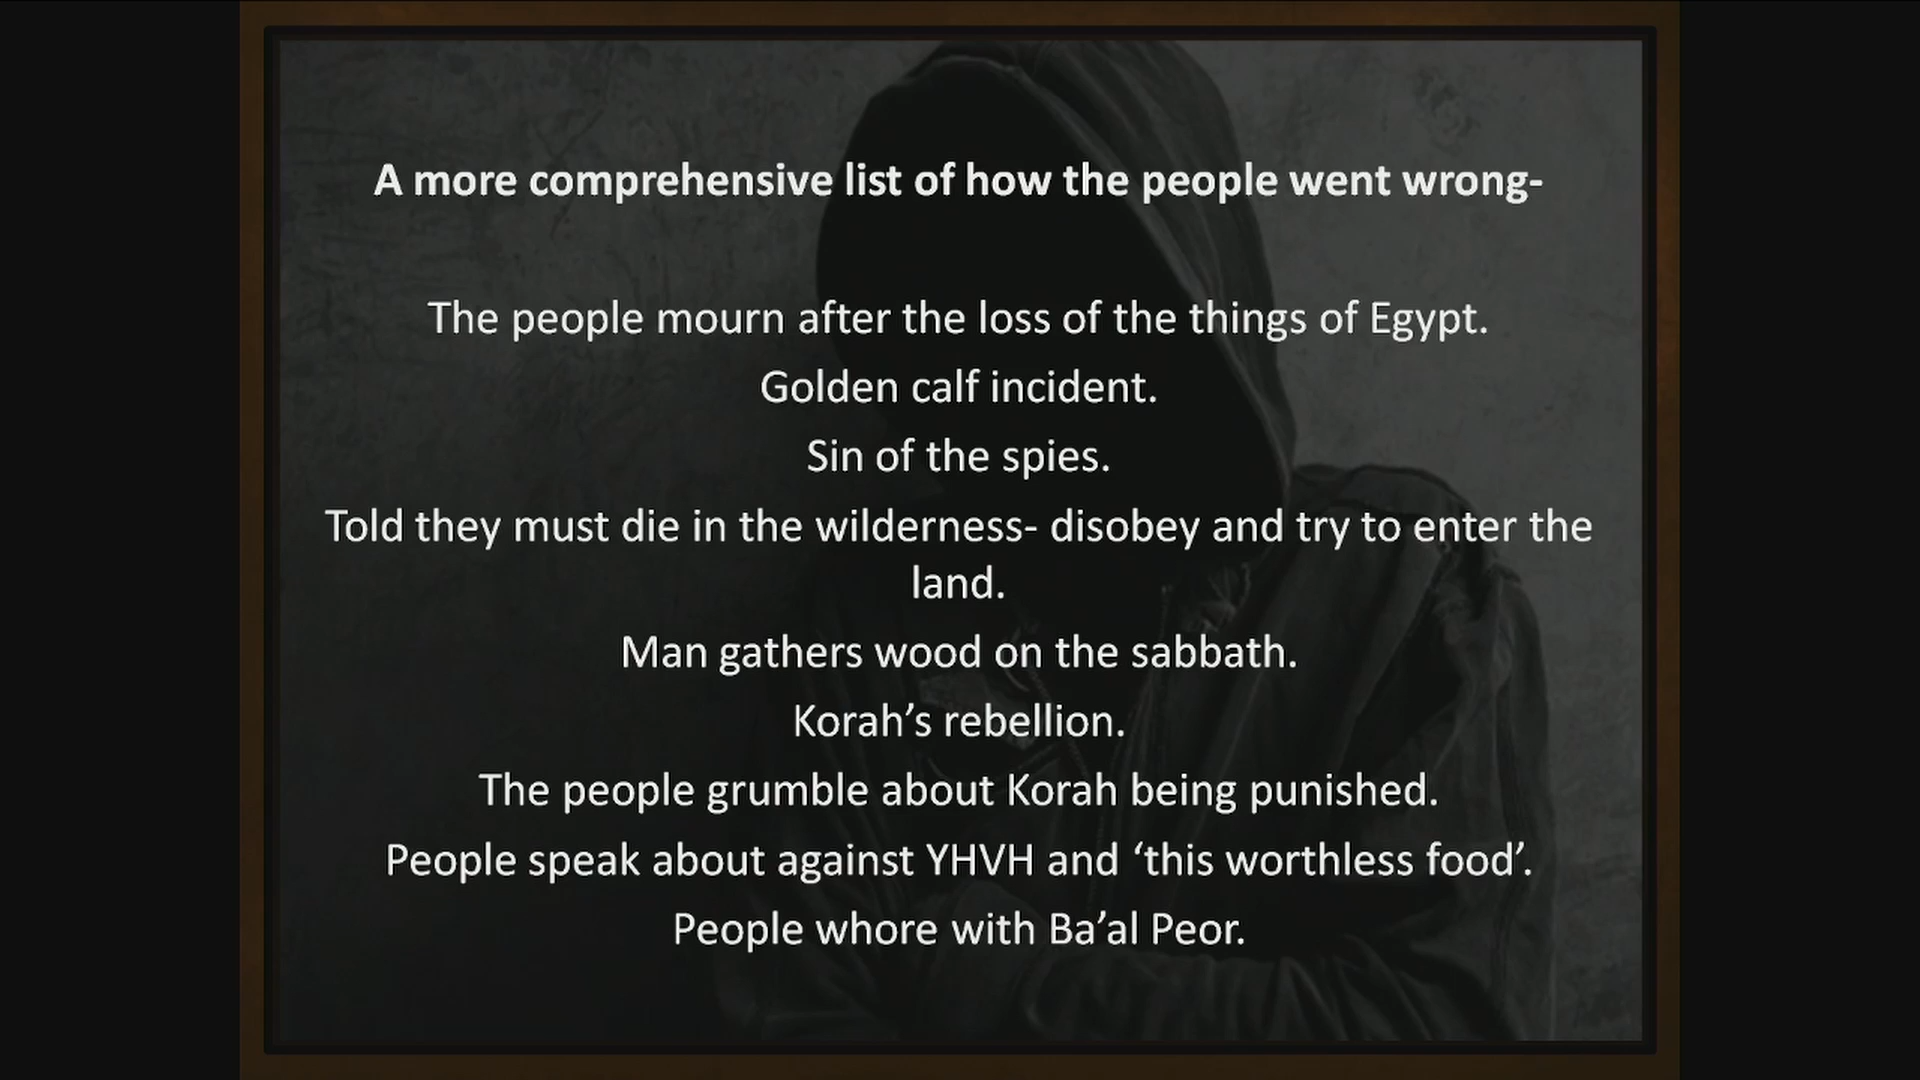 A more comprehensive list of how the people went wrong-
The people mourn after the loss of the things of Egypt.
Golden calf incident.
Sin of the spies.
Told they must die in the wilderness- disobey and try to enter the
land.
Man gathers wood on the sabbath.
Korah’s rebellion.
The people grumble about Korah being punished.
People speak about against YHVH and ‘this worthless food’.
People whore with Ba’al Peor.